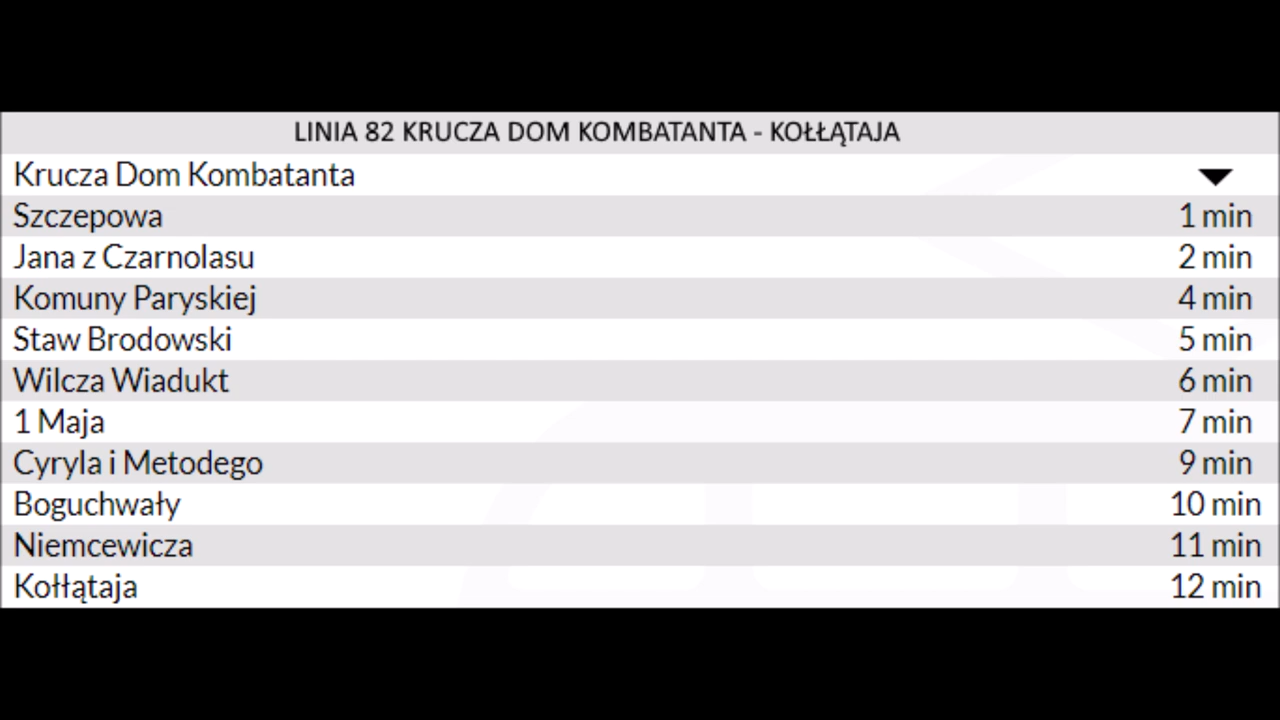 LINIA 82 KRUCZA DOM KOMBATANTA - KOŁŁĄTAJA
Krucza Dom Kombatanta
Szczepowa 1 min
Jana z Czarnolasu 2 min
Komuny Paryskiej 4 min
Staw Brodowski 5 min
Wilcza Wiadukt 6 min
1 Maja 7 min
Cyryla i Metodego 9 min
Boguchwały 10 min
Niemcewicza 11 min
Kołłątaja 12 min